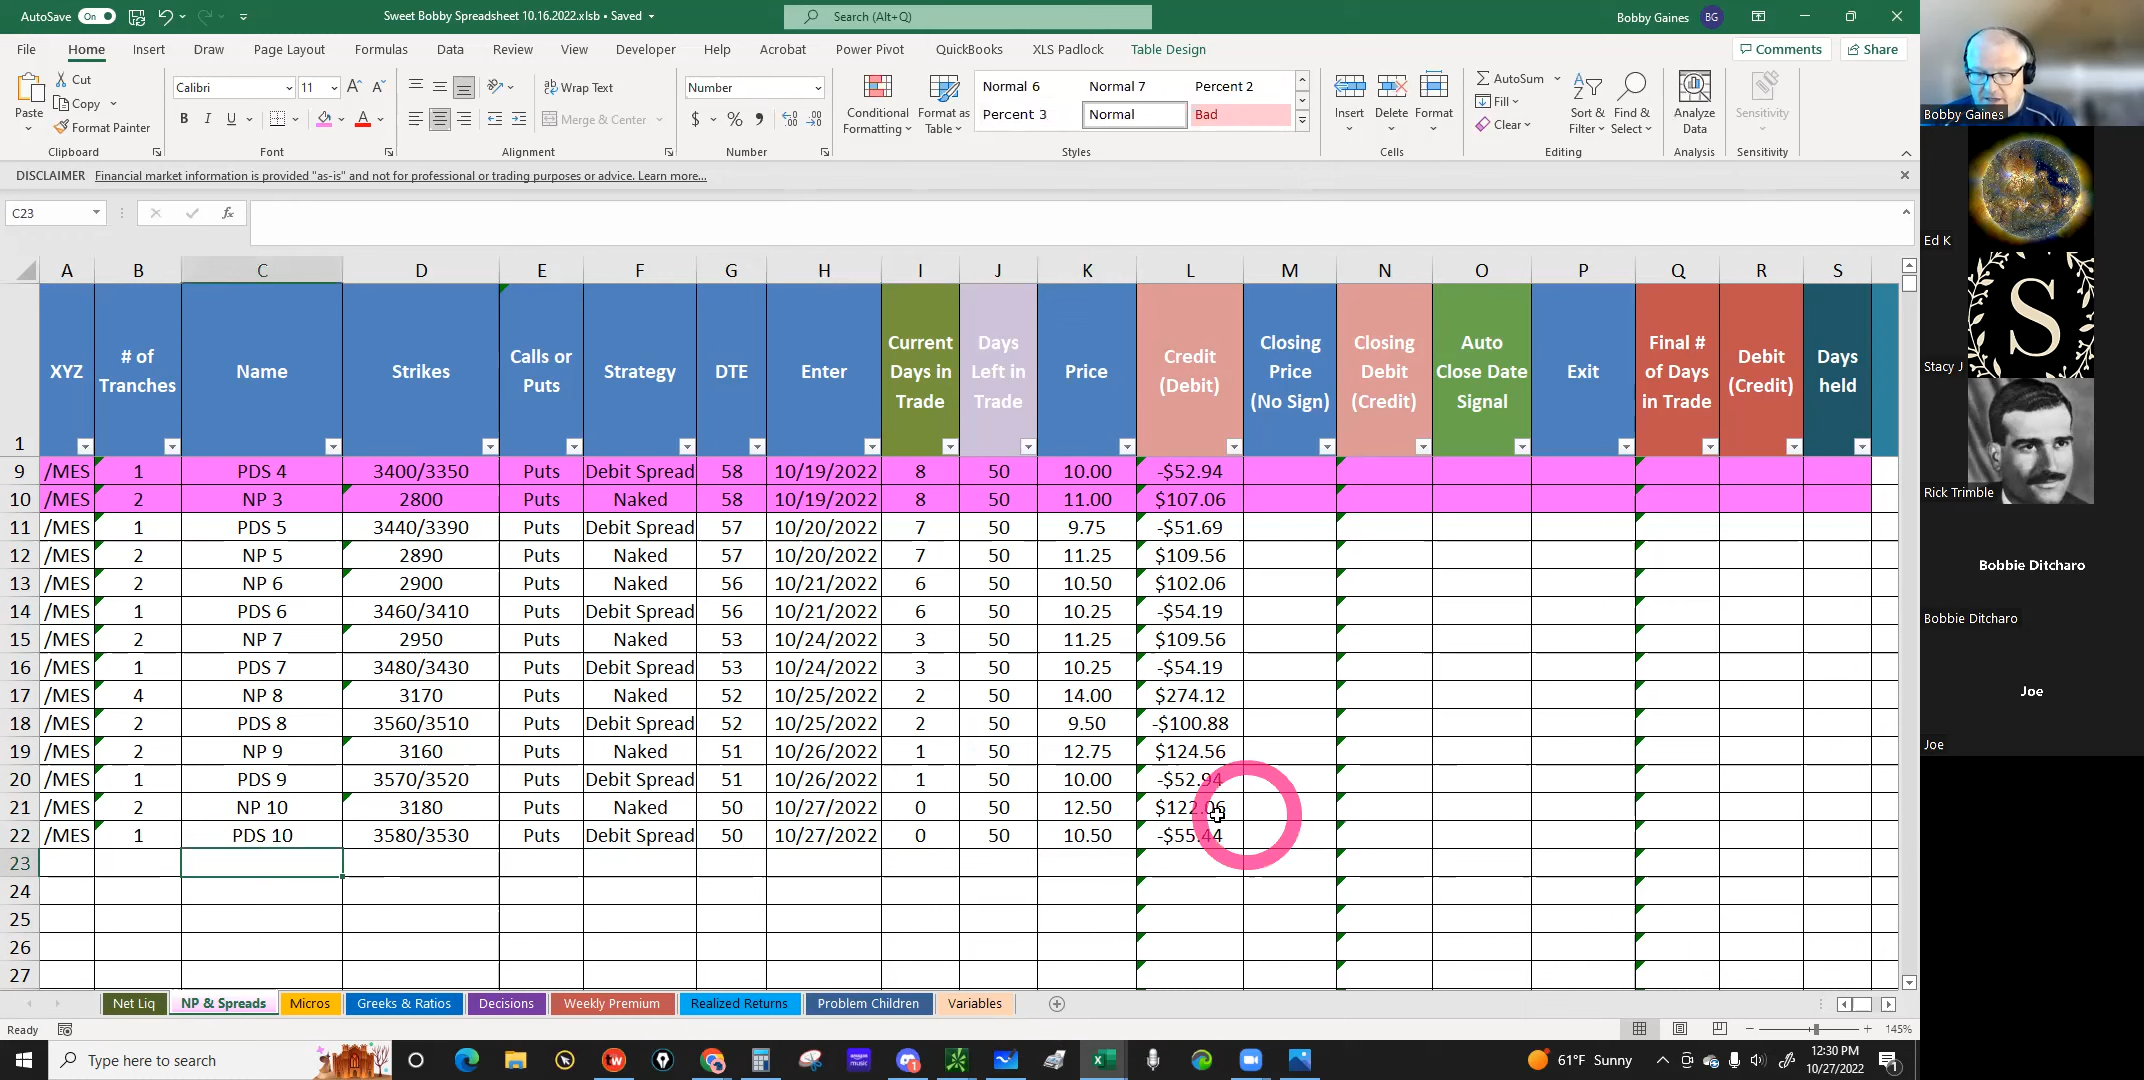 AutoSave On Sweet Bobby Spreadsheet 10.16.2022.xlsb • Saved Search (Alt+Q) Bobby Gaines BG
File Home Insert Draw Page Layout Formulas Data Review View Developer Help Acrobat Power Pivot QuickBooks XLS Padlock Table Design Comments Share
Paste Cut Copy Format Painter
Calibri 11
Wrap Text Merge & Center
Number
Conditional Formatting Format as Table
Normal 6 Normal 7 Percent 2
Percent 3 Normal Bad
Insert Delete Format
AutoSum Fill Clear
Sort & Filter Find & Select
Analyze Data Sensitivity
Clipboard Font Alignment Number Styles Cells Editing Analysis Sensitivity
DISCLAIMER Financial market information is provided "as-is" and not for professional or trading purposes or advice. Learn more...
C23 fx
A B C D E F G H I J K L M N O P Q R S
1 XYZ # of Tranches Name Strikes Calls or Puts Strategy DTE Enter Current Days in Trade Days Left in Trade Price Credit (Debit) Closing Price (No Sign) Closing Debit (Credit) Auto Close Date Signal Exit Final # of Days in Trade Debit (Credit) Days held
9 /MES 1 PDS 4 3400/3350 Puts Debit Spread 58 10/19/2022 8 50 10.00 -$52.94
10 /MES 2 NP 3 2800 Puts Naked 58 10/19/2022 8 50 11.00 $107.06
11 /MES 1 PDS 5 3440/3390 Puts Debit Spread 57 10/20/2022 7 50 9.75 -$51.69
12 /MES 2 NP 5 2890 Puts Naked 57 10/20/2022 7 50 11.25 $109.56
13 /MES 2 NP 6 2900 Puts Naked 56 10/21/2022 6 50 10.50 $102.06
14 /MES 1 PDS 6 3460/3410 Puts Debit Spread 56 10/21/2022 6 50 10.25 -$54.19
15 /MES 2 NP 7 2950 Puts Naked 53 10/24/2022 3 50 11.25 $109.56
16 /MES 1 PDS 7 3480/3430 Puts Debit Spread 53 10/24/2022 3 50 10.25 -$54.19
17 /MES 4 NP 8 3170 Puts Naked 52 10/25/2022 2 50 14.00 $274.12
18 /MES 2 PDS 8 3560/3510 Puts Debit Spread 52 10/25/2022 2 50 9.50 -$100.88
19 /MES 2 NP 9 3160 Puts Naked 51 10/26/2022 1 50 12.75 $124.56
20 /MES 1 PDS 9 3570/3520 Puts Debit Spread 51 10/26/2022 1 50 10.00 -$52.94
21 /MES 2 NP 10 3180 Puts Naked 50 10/27/2022 0 50 12.50 $122.06
22 /MES 1 PDS 10 3580/3530 Puts Debit Spread 50 10/27/2022 0 50 10.50 -$55.44
23
24
25
26
27
Net Liq NP & Spreads Micros Greeks & Ratios Decisions Weekly Premium Realized Returns Problem Children Variables
Ready 145%
Type here to search 61°F Sunny 12:30 PM
10/27/2022
Bobby Gaines
Ed K
S
Stacy J
Rick Trimble
Bobbie Ditcharo
Bobbie Ditcharo
Joe
Joe